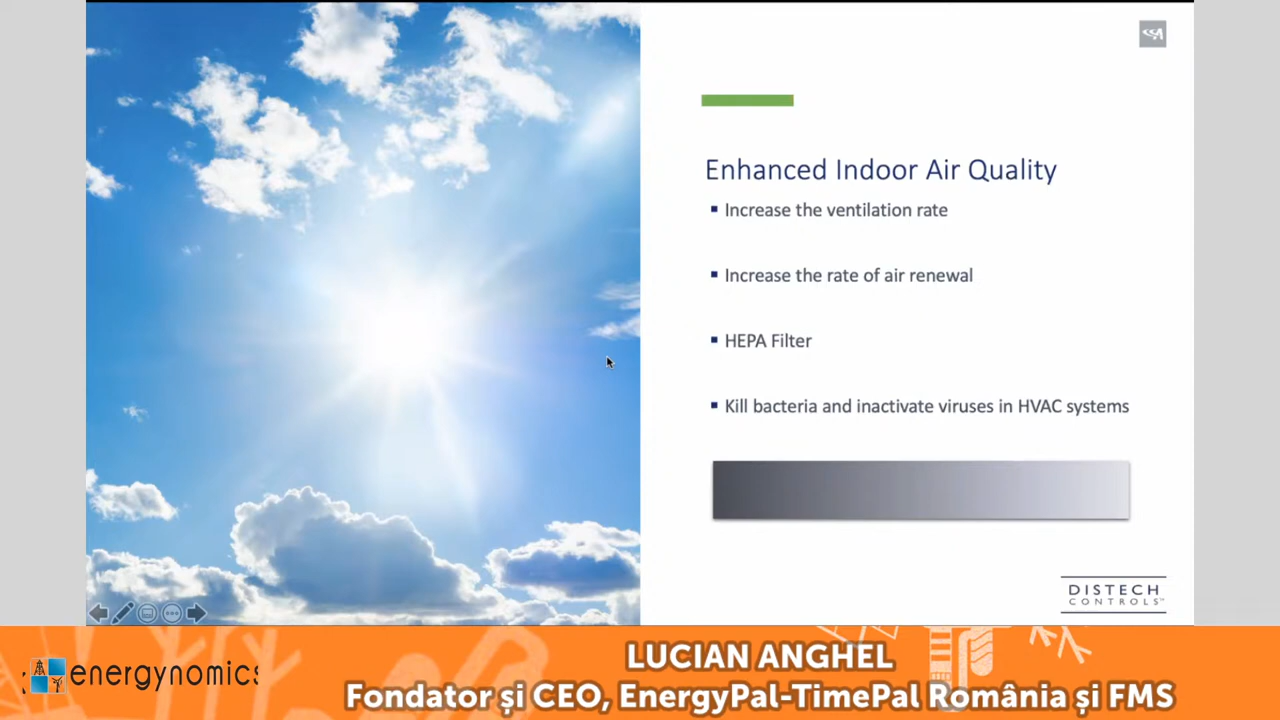 Enhanced Indoor Air Quality
Increase the ventilation rate
Increase the rate of air renewal
HEPA Filter
Kill bacteria and inactivate viruses in HVAC systems
DISTECH
CONTROLS™
energynomics
LUCIAN ANGHEL
Fondator și CEO, EnergyPal-TimePal România și FMS